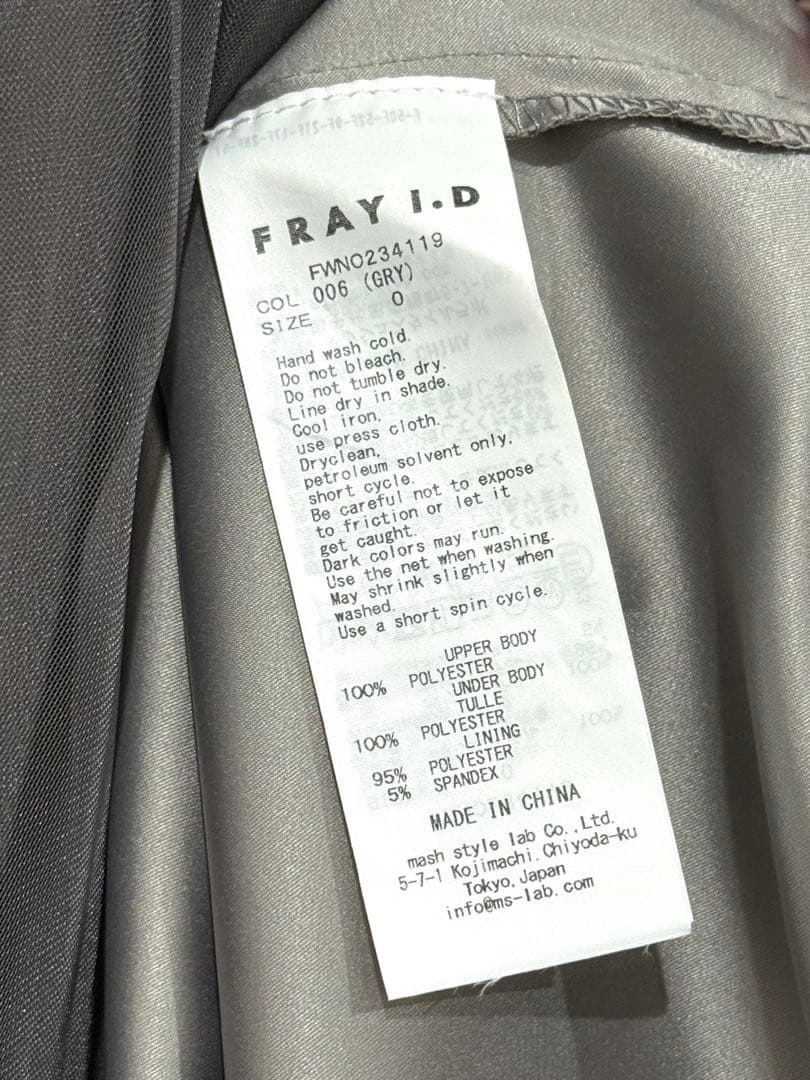 FRAY I.D
FWNO234119
COL 006 (GRY)
SIZE 0
Hand wash cold.
Do not bleach.
Do not tumble dry.
Line dry in shade.
Cool iron,
use press cloth.
Dryclean,
petroleum solvent only,
short cycle.
Be careful not to expose
to friction or let it
get caught.
Dark colors may run.
Use the net when washing.
May shrink slightly when
washed.
Use a short spin cycle.
UPPER BODY
100% POLYESTER
UNDER BODY
TULLE
100% POLYESTER
LINING
95% POLYESTER
5% SPANDEX
MADE IN CHINA
mash style lab Co.,Ltd.
5-7-1 Kojimachi.Chiyoda-ku
Tokyo.Japan
info@ms-lab.com